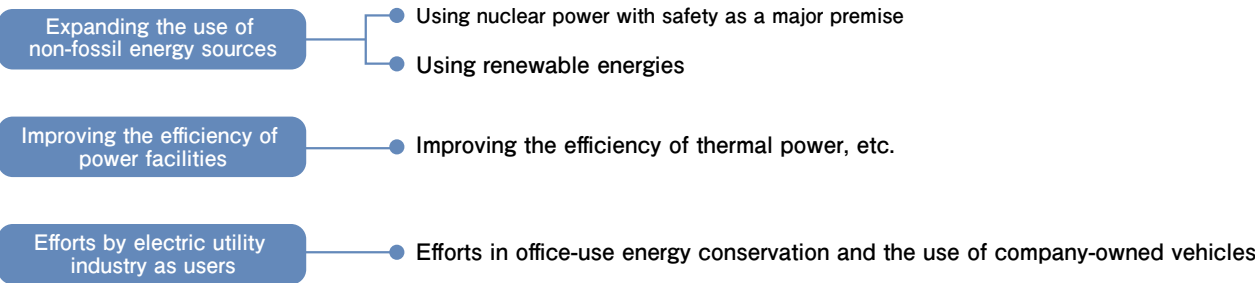 Expanding the use of
non-fossil energy sources
Using nuclear power with safety as a major premise
Using renewable energies
Improving the efficiency of
power facilities
Improving the efficiency of thermal power, etc.
Efforts by electric utility
industry as users
Efforts in office-use energy conservation and the use of company-owned vehicles